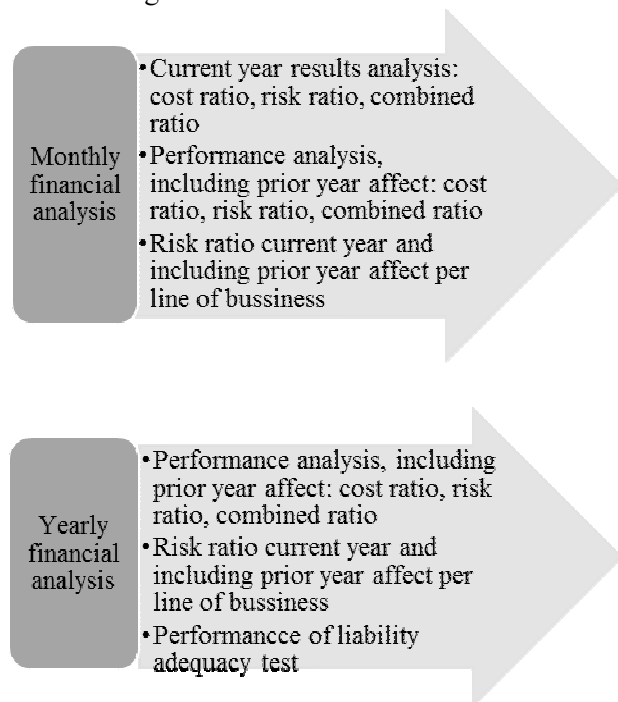 Monthly
financial
analysis
•Current year results analysis:
cost ratio, risk ratio, combined
ratio
•Performance analysis,
including prior year affect: cost
ratio, risk ratio, combined ratio
•Risk ratio current year and
including prior year affect per
line of bussiness
Yearly
financial
analysis
•Performance analysis, including
prior year affect: cost ratio, risk
ratio, combined ratio
•Risk ratio current year and
including prior year affect per
line of bussiness
•Performancce of liability
adequacy test